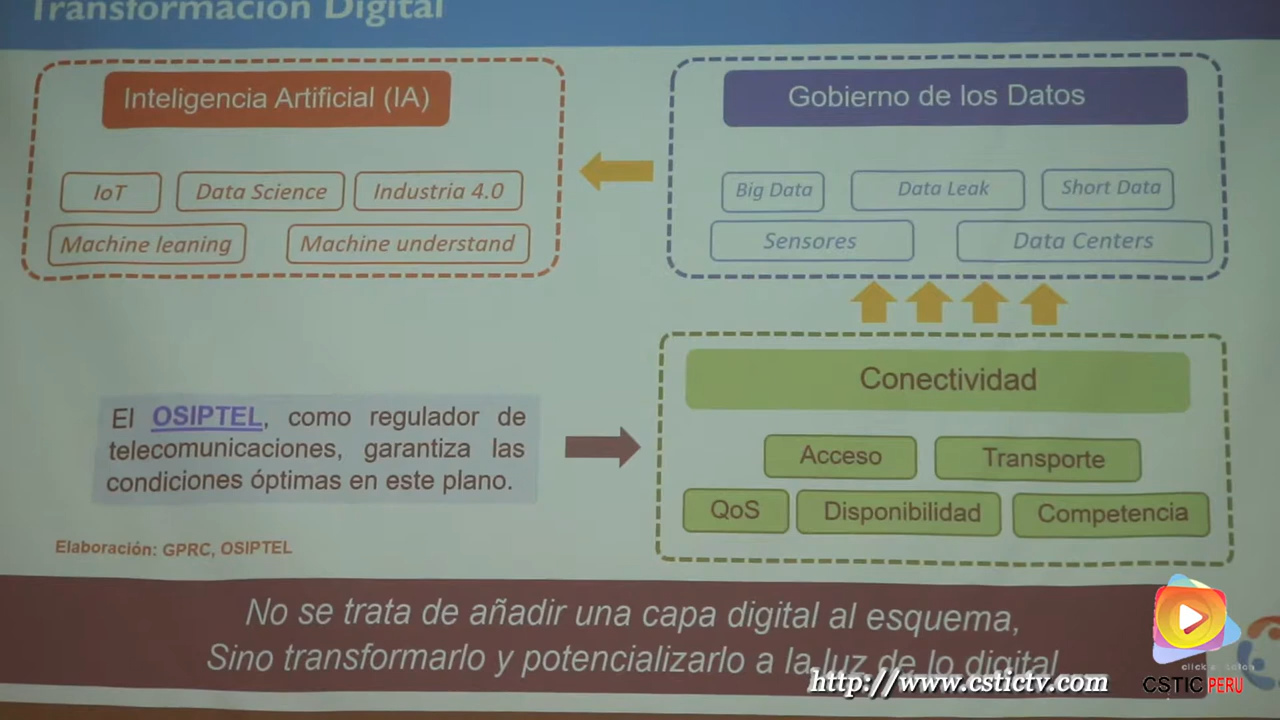 Transformación Digital
Inteligencia Artificial (IA)
IoT
Data Science
Industria 4.0
Machine leaning
Machine understand
Gobierno de los Datos
Big Data
Data Leak
Short Data
Sensores
Data Centers
Conectividad
Acceso
Transporte
QoS
Disponibilidad
Competencia
El OSIPTEL, como regulador de
telecomunicaciones, garantiza las
condiciones óptimas en este plano.
Elaboración: GPRC, OSIPTEL
No se trata de añadir una capa digital al esquema,
Sino transformarlo y potencializarlo a la luz de lo digital
http://www.cstictv.com
CSTIC PERU